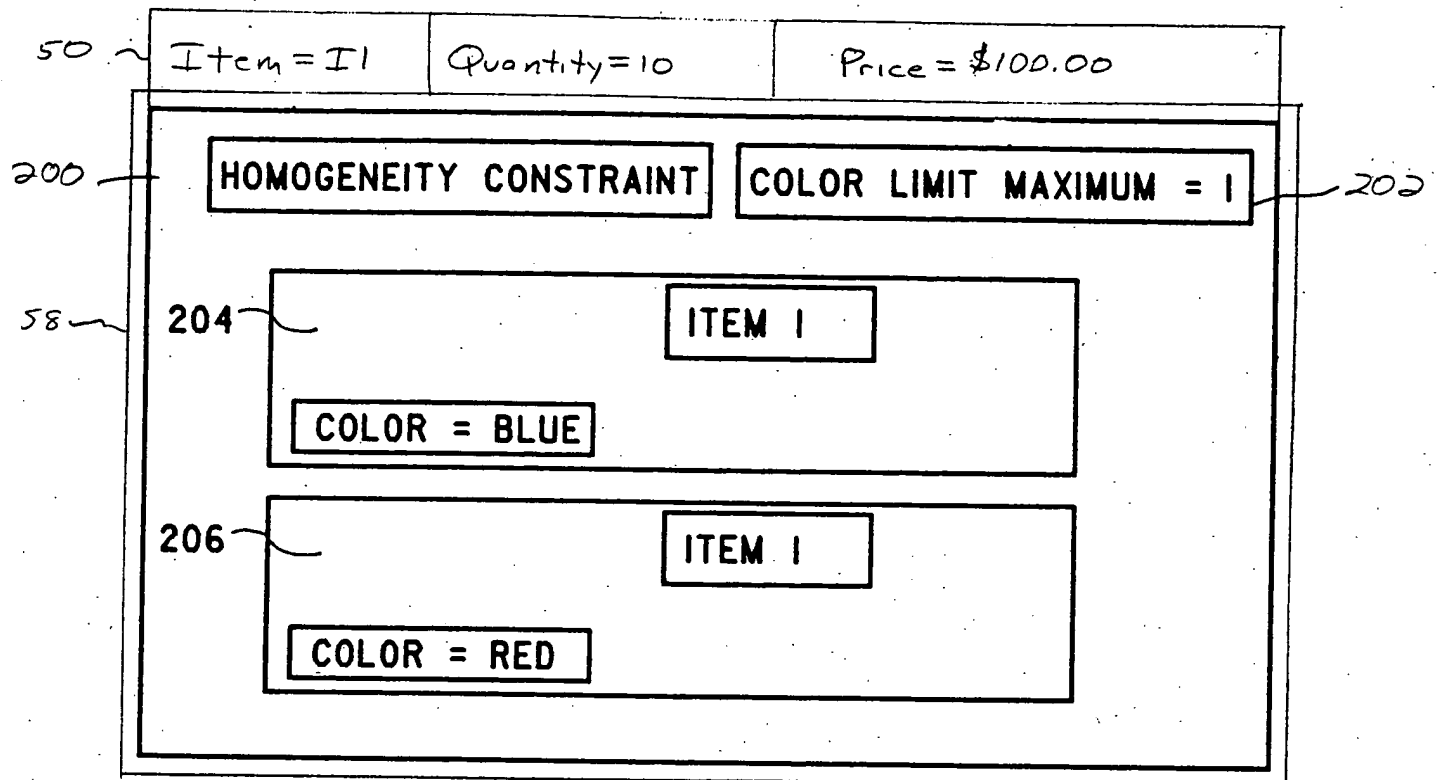 50 Item = I1 Quantity=10 Price = $100.00
200 HOMOGENEITY CONSTRAINT COLOR LIMIT MAXIMUM = 1 202
58 204 ITEM 1
COLOR = BLUE
206 ITEM 1
COLOR = RED